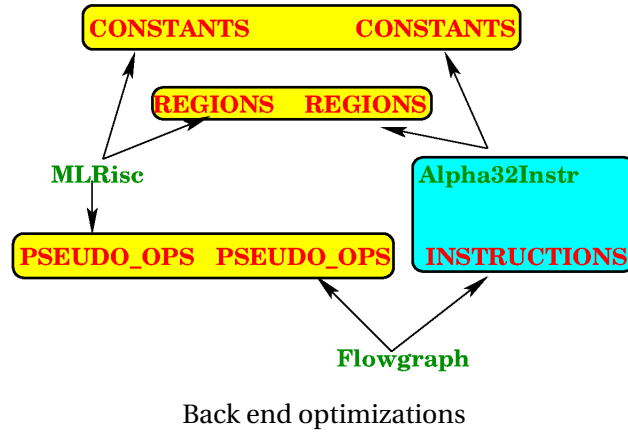 CONSTANTS CONSTANTS
REGIONS REGIONS
MLRisc Alpha32Instr
PSEUDO_OPS PSEUDO_OPS INSTRUCTIONS
Flowgraph
Back end optimizations